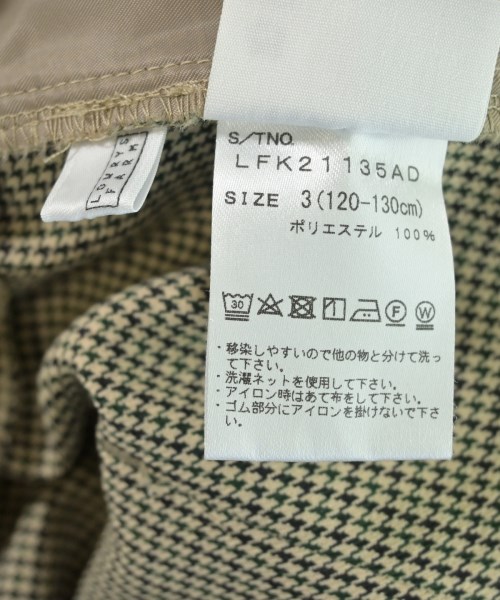 S/TNO.
LFK21135AD
SIZE 3(120-130cm)
ポリエステル 100%
30
F
W
・移染しやすいので他の物と分けて洗っ
て下さい。
・洗濯ネットを使用して下さい。
・アイロン時はあて布をして下さい。
・ゴム部分にアイロンを掛けないで下さ
い。
LOWRYS
FARM